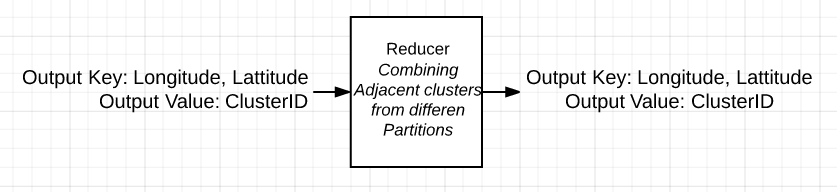 Output Key: Longitude, Lattitude
Output Value: ClusterID
Reducer
Combining
Adjacent clusters
from differen
Partitions
Output Key: Longitude, Lattitude
Output Value: ClusterID